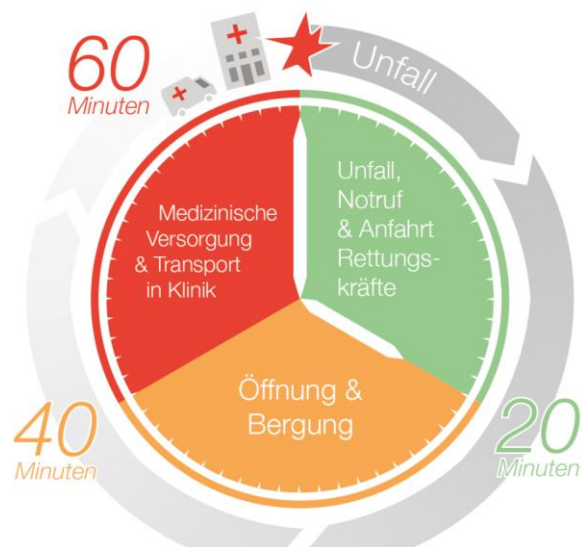 Unfall
60
Minuten
Unfall,
Notruf
& Anfahrt
Rettungs-
kräfte
Medizinische
Versorgung
& Transport
in Klinik
Öffnung &
Bergung
40
Minuten
20
Minuten